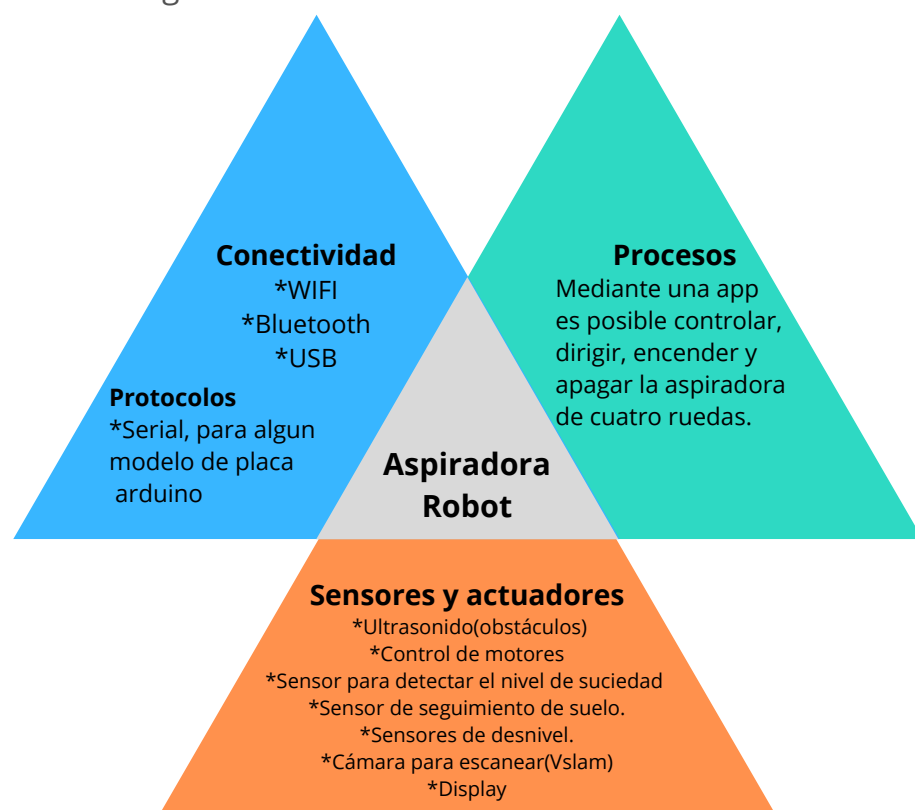 Conectividad
*WIFI
*Bluetooth
*USB
Protocolos
*Serial, para algun
modelo de placa
arduino
Procesos
Mediante una app
es posible controlar,
dirigir, encender y
apagar la aspiradora
de cuatro ruedas.
Aspiradora
Robot
Sensores y actuadores
*Ultrasonido(obstáculos)
*Control de motores
*Sensor para detectar el nivel de suciedad
*Sensor de seguimiento de suelo.
*Sensores de desnivel.
*Cámara para escanear(Vslam)
*Display